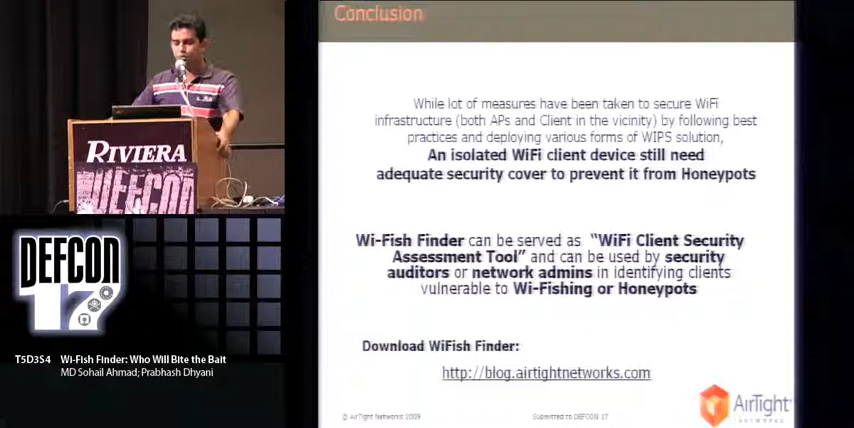 Conclusion
While lot of measures have been taken to secure WiFi
infrastructure (both APs and Client in the vicinity) by following best
practices and deploying various forms of WIPS solution,
An isolated WiFi client device still need
adequate security cover to prevent it from Honeypots
Wi-Fish Finder can be served as "WiFi Client Security
Assessment Tool" and can be used by security
auditors or network admins in identifying clients
vulnerable to Wi-Fishing or Honeypots
Download WiFish Finder:
http://blog.airtightnetworks.com
© AirTight Networks 2009
Submitted to DEFCON 17
AirTight
NETWORKS
RIVIERA
DEFCON
DEFCON
17
T5D3S4 Wi-Fish Finder: Who Will Bite the Bait
MD Sohail Ahmad; Prabhash Dhyani